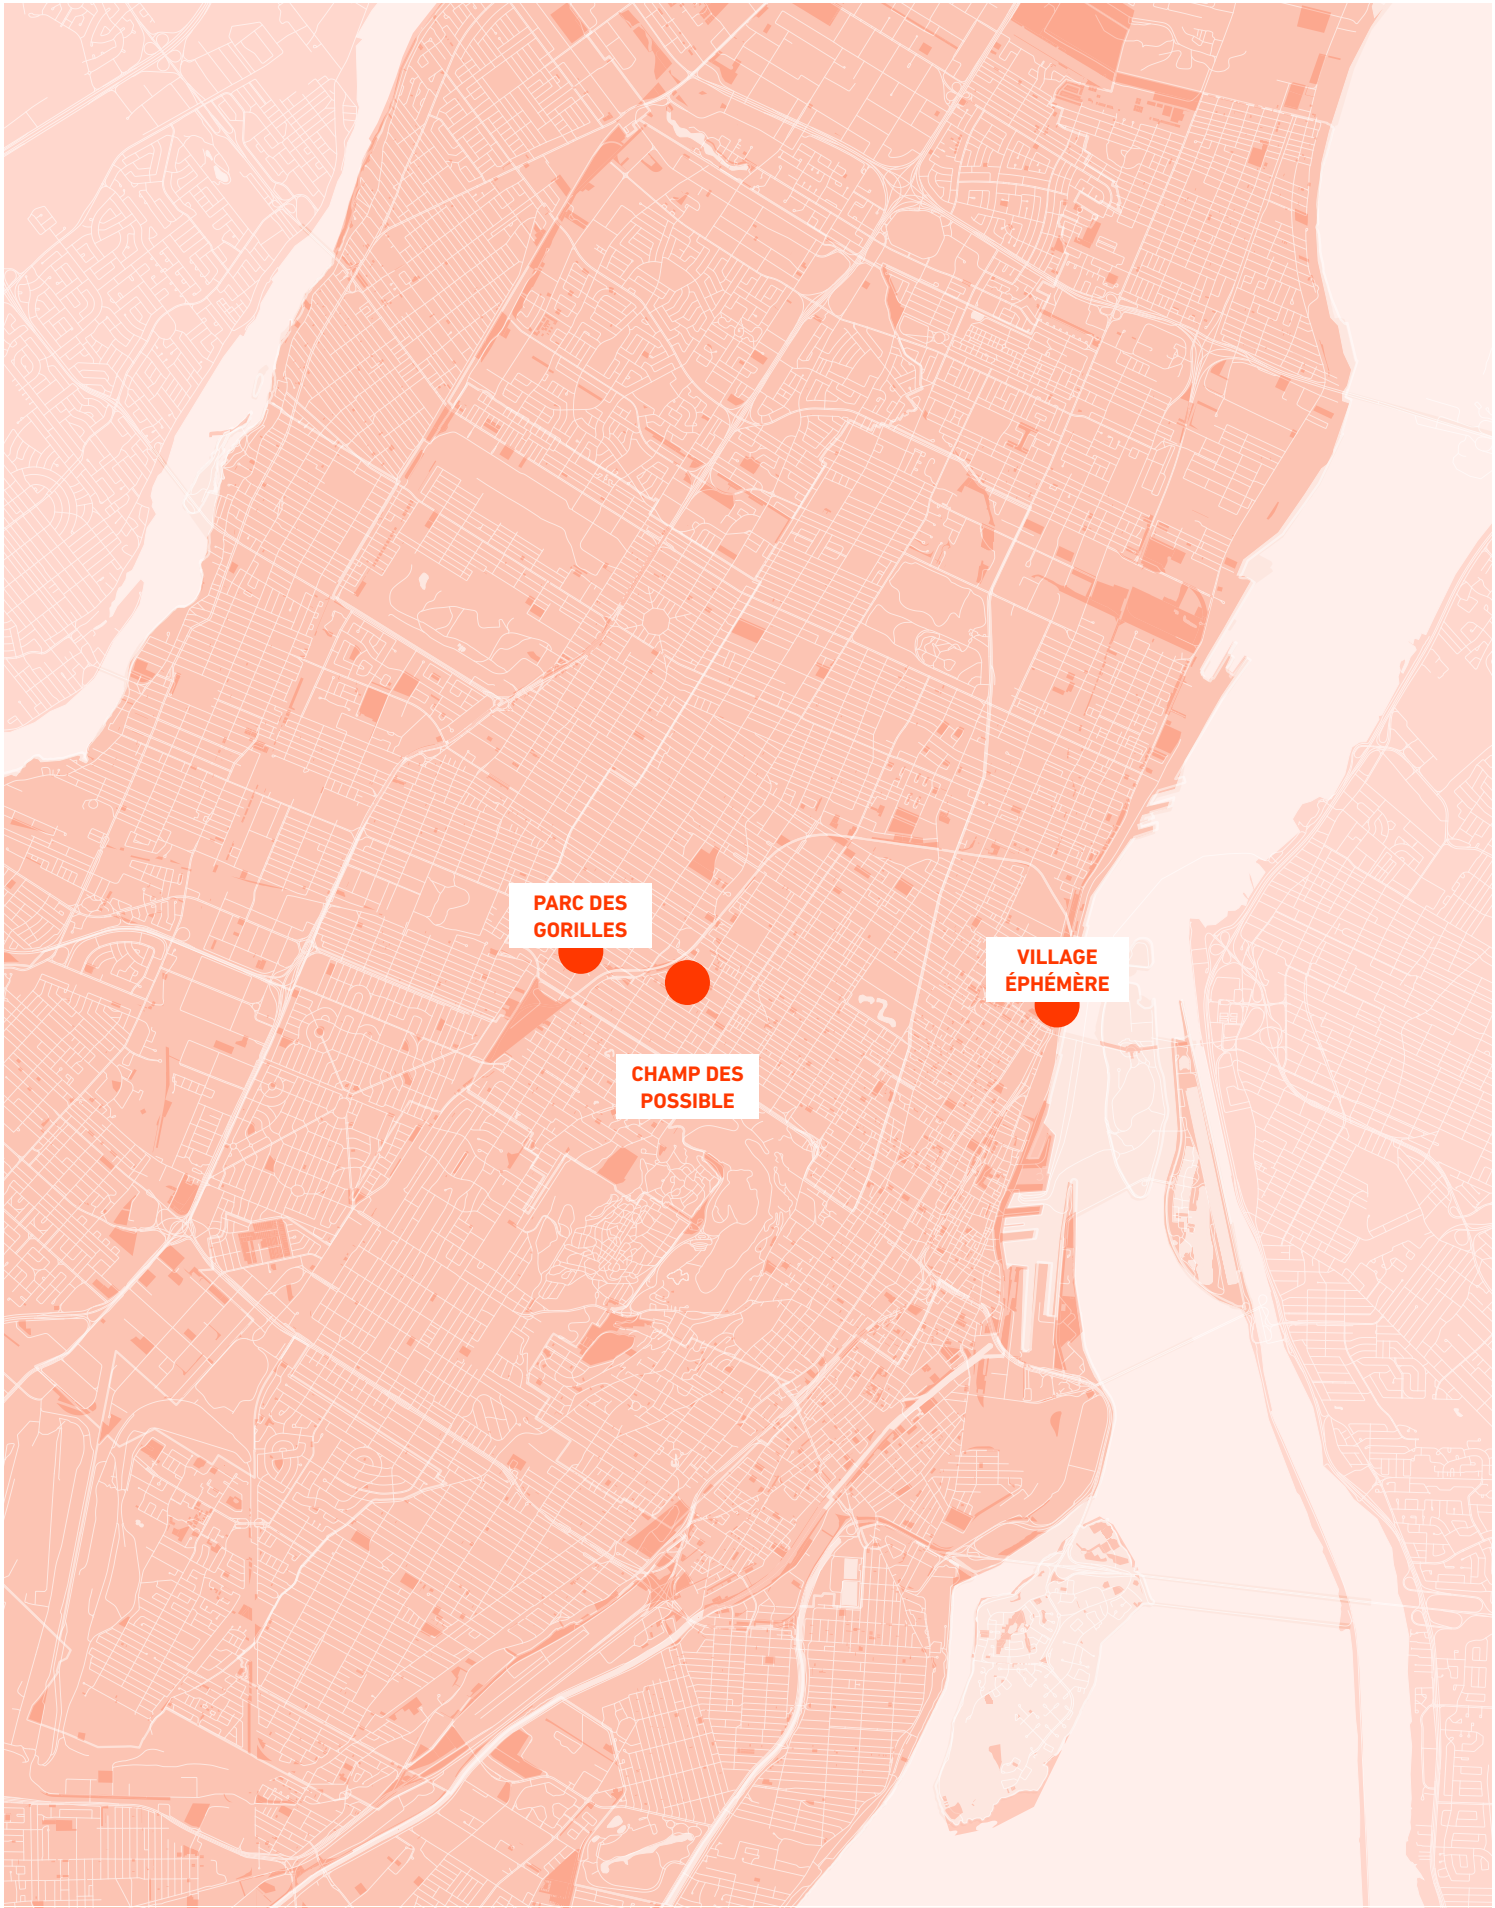 PARC DES
GORILLES
VILLAGE
ÉPHÉMÈRE
CHAMP DES
POSSIBLE